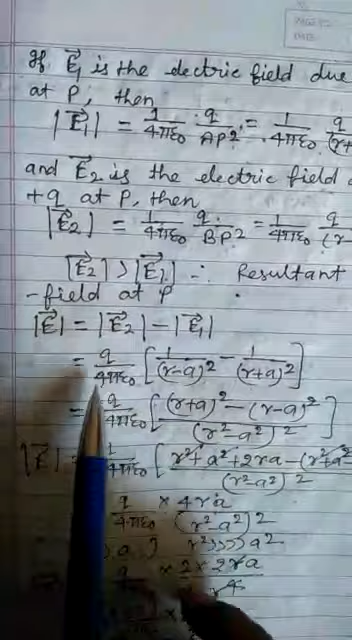 If E⃗₁ is the electric field due
at P, then
|E⃗₁| = 1/4πε₀ · q/AP² = 1/4πε₀ q/(r+
and E⃗₂ is the electric field
+q at P, then
|E⃗₂| = 1/4πε₀ q/BP² = 1/4πε₀ q/(r
|E⃗₂| > |E⃗₁| ∴ Resultant
-field at P
|E⃗| = |E⃗₂| - |E⃗₁|
= q/4πε₀ [1/(r-a)² - 1/(r+a)²]
= q/4πε₀ [(r+a)² - (r-a)²/(r²-a²)²]
|E⃗| = 1/4πε₀ [r²+a²+2ra-(r²+a²/(r²-a²)²
q/4πε₀ × 4ra/(r²-a²)²
r²>>>>a²
× 2×2ra/r⁴